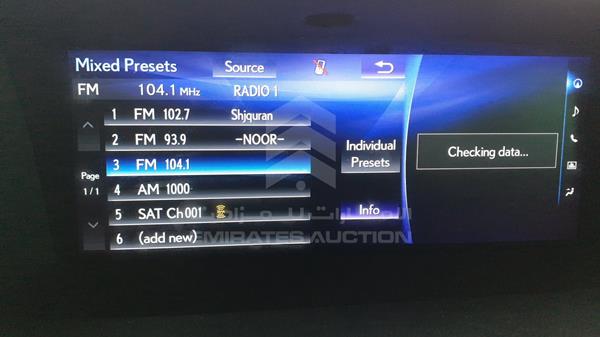 Mixed Presets Source
FM 104.1 MHz RADIO 1
1 FM 102.7 Shjquran
2 FM 93.9 -NOOR-
3 FM 104.1
4 AM 1000
5 SAT Ch 001
6 (add new)
Page
1/1
Individual
Presets
Info
Checking data...
الإمارات للمزادات
EMIRATES AUCTION